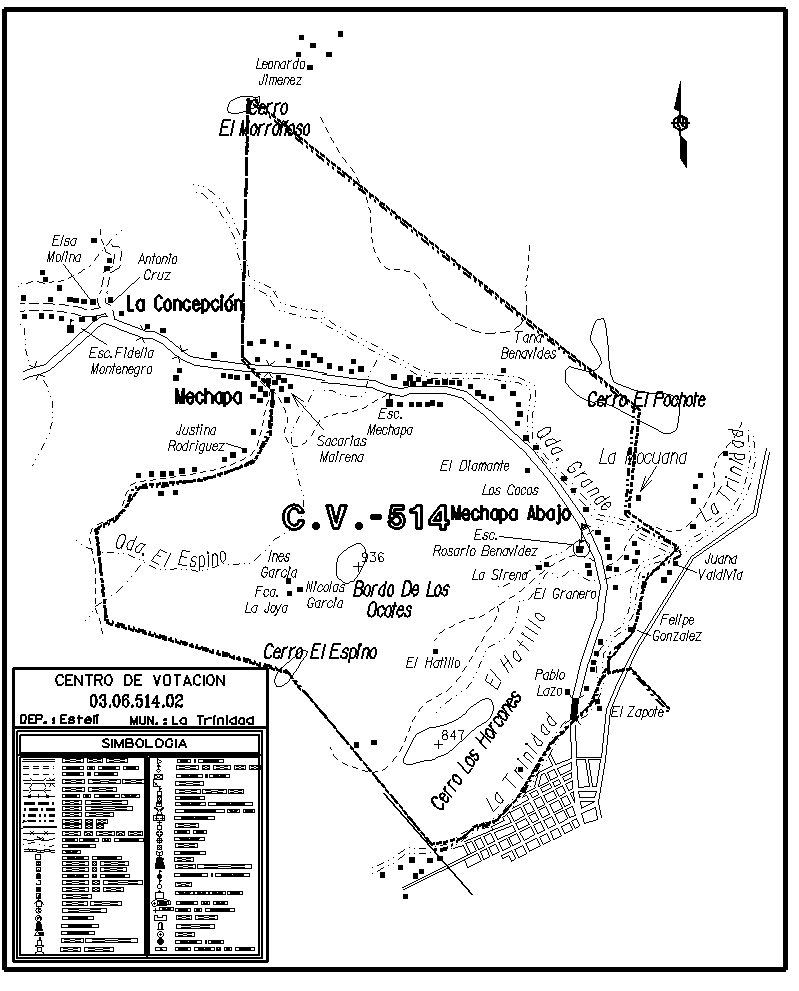 Leonardo
Jimenez
Cerro
El Morroñoso
Elsa
Molina
Antonio
Cruz
La Concepción
Esc. Fidelia
Montenegro
Tana
Benavides
Mechapa
Esc.
Mechapa
Cerro El Pochote
Justina
Rodriguez
Sacarias
Mairena
Qda. Grande
La Mocuana
La Trinidad
El Diamante
Los Cocos
C.V.-514
Mechapa Abajo
Esc.
Rosario Benavidez
Qda. El Espino
Ines
Garcia
936
La Sirena
Juana
Valdivia
Fca.
La Joya
Nicolas
Garcia
Bordo De Los
Ocotes
El Granero
Felipe
Gonzalez
Cerro El Espino
El Hatillo
El Hatillo
Pablo
Lazo
El Zapote
847
Cerro Los Horcones
La Trinidad
CENTRO DE VOTACION
03.06.514.02
DEP.: Estelí MUN.: La Trinidad
SIMBOLOGIA